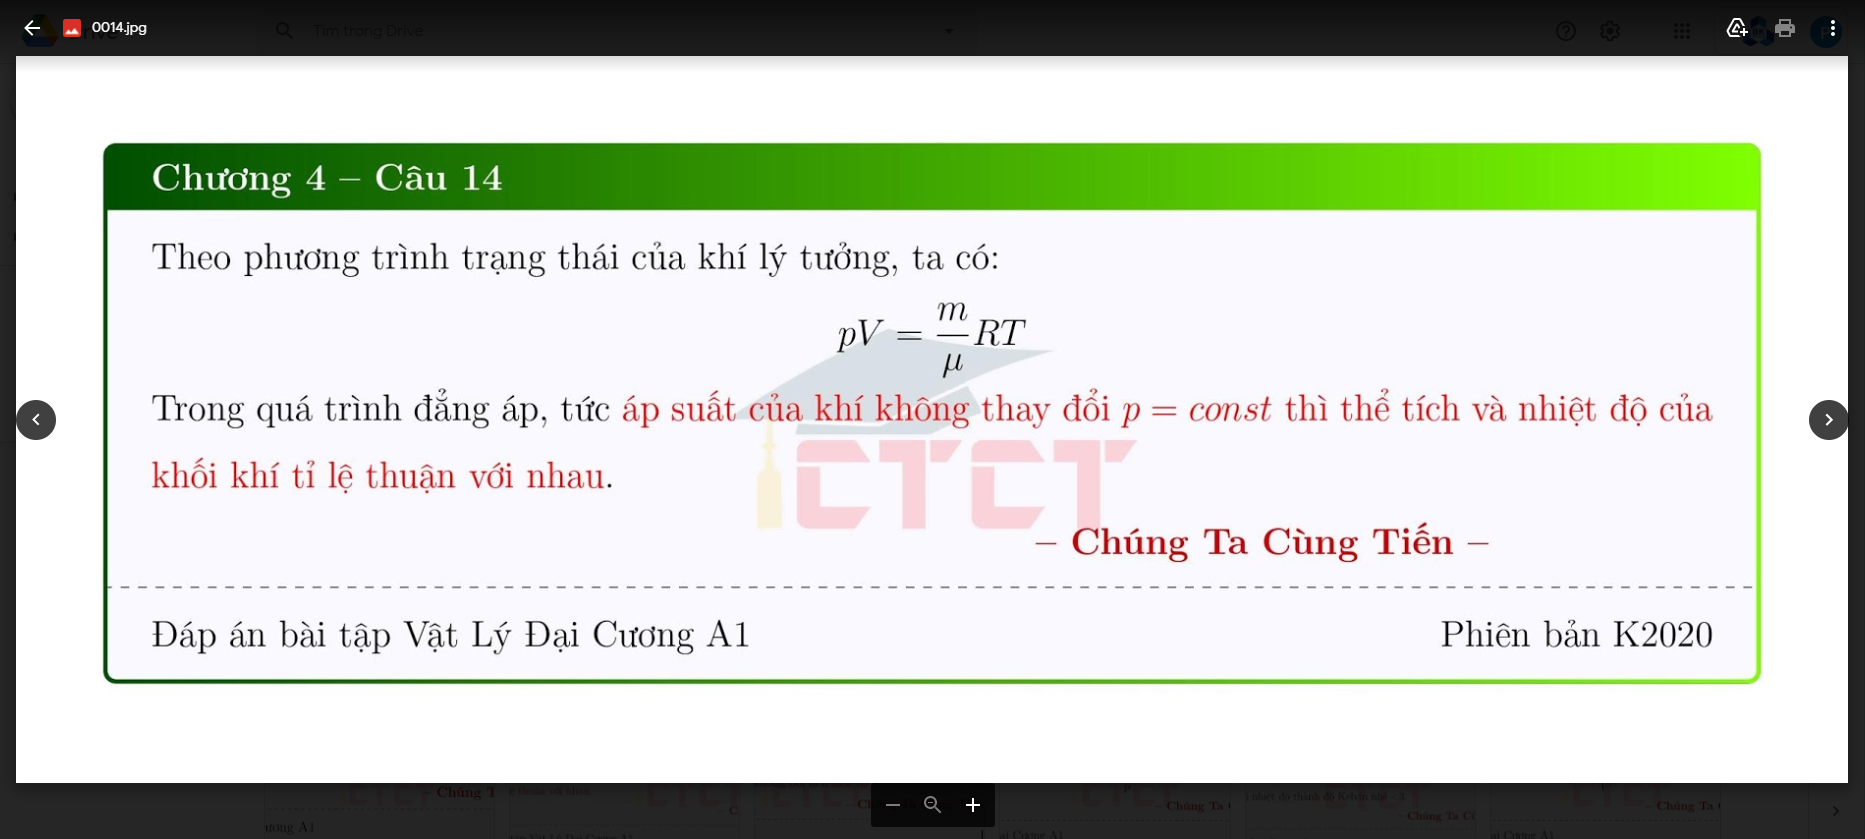 0014.jpg
Tìm trong Drive
Chương 4 – Câu 14
Theo phương trình trạng thái của khí lý tưởng, ta có:
pV = m/μ RT
Trong quá trình đẳng áp, tức áp suất của khí không thay đổi p = const thì thể tích và nhiệt độ của
khối khí tỉ lệ thuận với nhau.
CTCT
– Chúng Ta Cùng Tiến –
Đáp án bài tập Vật Lý Đại Cương A1 Phiên bản K2020